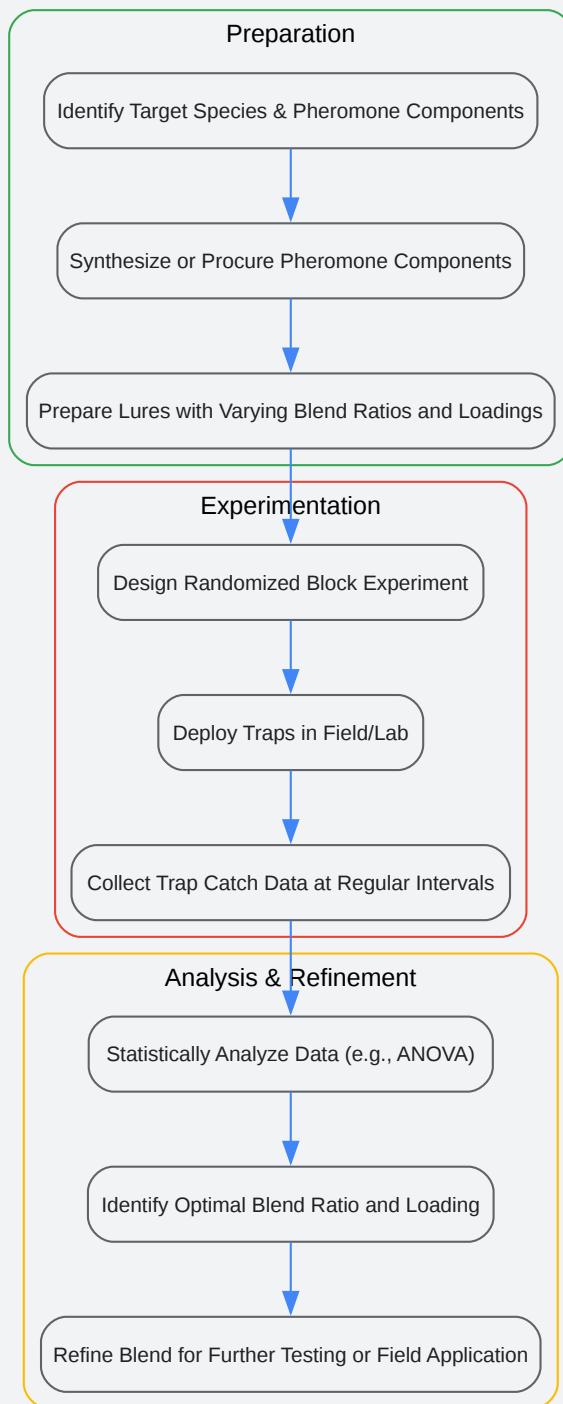 Preparation
Identify Target Species & Pheromone Components
Synthesize or Procure Pheromone Components
Prepare Lures with Varying Blend Ratios and Loadings
Experimentation
Design Randomized Block Experiment
Deploy Traps in Field/Lab
Collect Trap Catch Data at Regular Intervals
Analysis & Refinement
Statistically Analyze Data (e.g., ANOVA)
Identify Optimal Blend Ratio and Loading
Refine Blend for Further Testing or Field Application